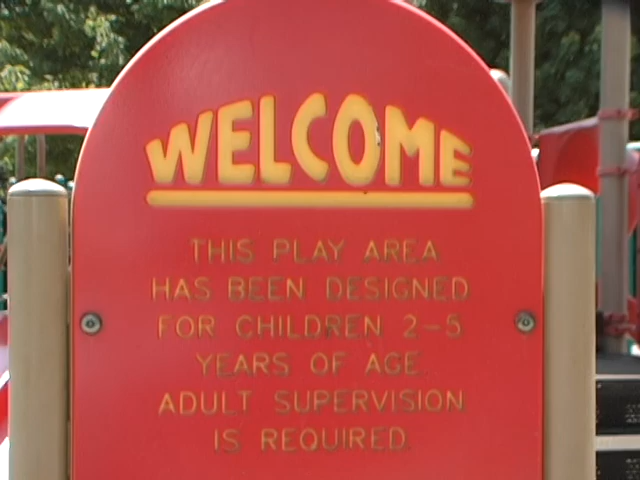 WELCOME
THIS PLAY AREA
HAS BEEN DESIGNED
FOR CHILDREN 2-5
YEARS OF AGE.
ADULT SUPERVISION
IS REQUIRED.